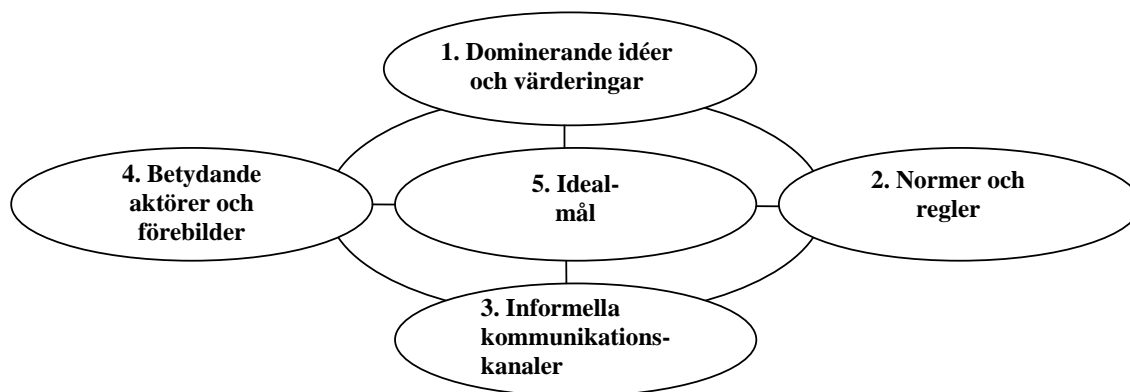 1. Dominerande idéer
och värderingar
4. Betydande
aktörer och
förebilder
5. Ideal-
mål
2. Normer och
regler
3. Informella
kommunikations-
kanaler